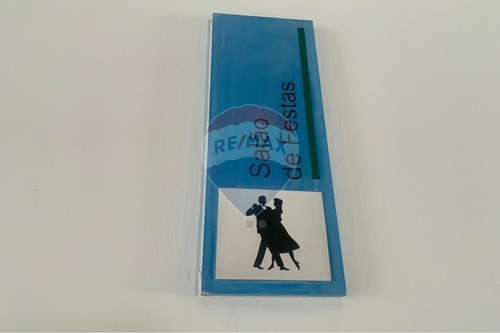 Salão
de Festas
RE/MAX